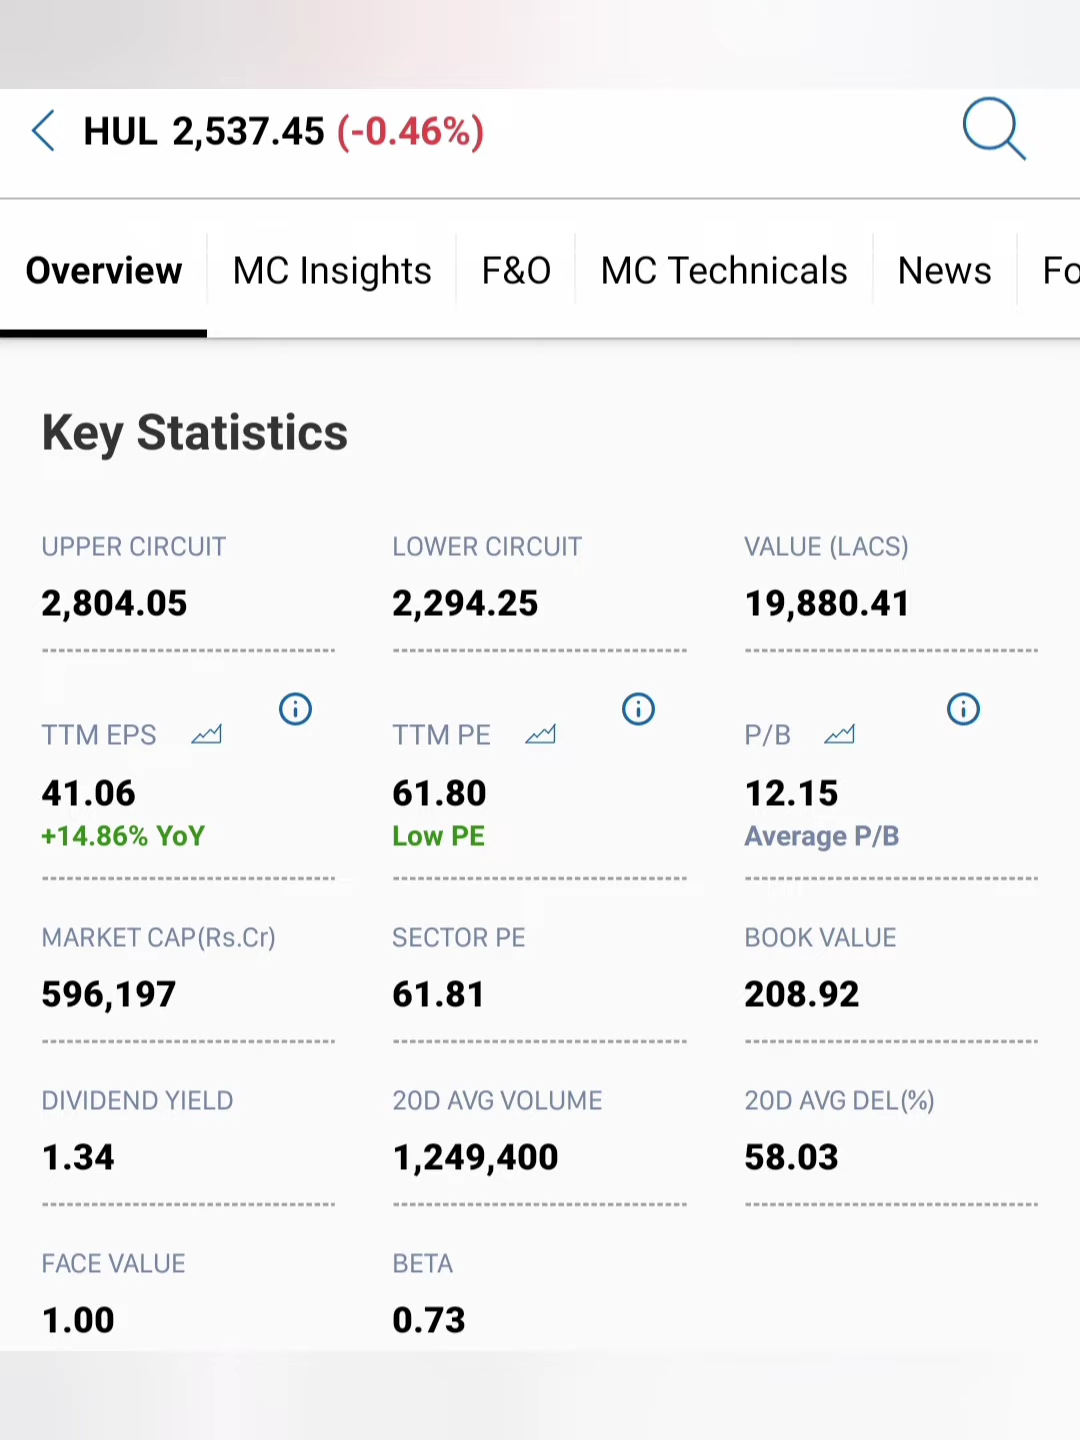 HUL 2,537.45 (-0.46%)
Overview MC Insights F&O MC Technicals News Fo
Key Statistics
UPPER CIRCUIT LOWER CIRCUIT VALUE (LACS)
2,804.05 2,294.25 19,880.41
TTM EPS TTM PE P/B
41.06 61.80 12.15
+14.86% YoY Low PE Average P/B
MARKET CAP(Rs.Cr) SECTOR PE BOOK VALUE
596,197 61.81 208.92
DIVIDEND YIELD 20D AVG VOLUME 20D AVG DEL(%)
1.34 1,249,400 58.03
FACE VALUE BETA
1.00 0.73